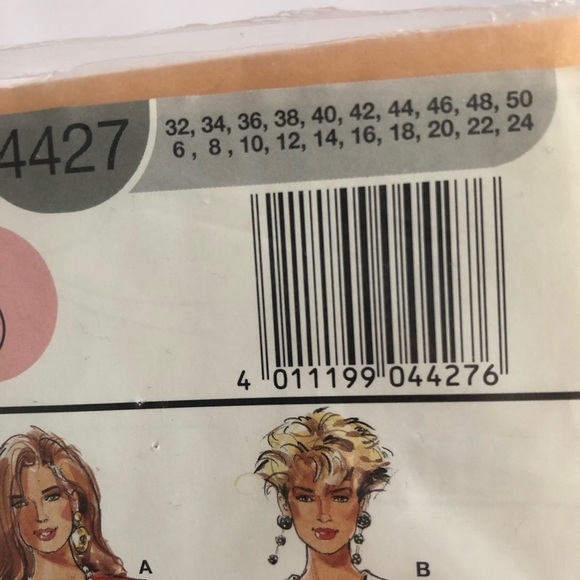 4427
32, 34, 36, 38, 40, 42, 44, 46, 48, 50
6, 8, 10, 12, 14, 16, 18, 20, 22, 24
4 011199 044276
A
B